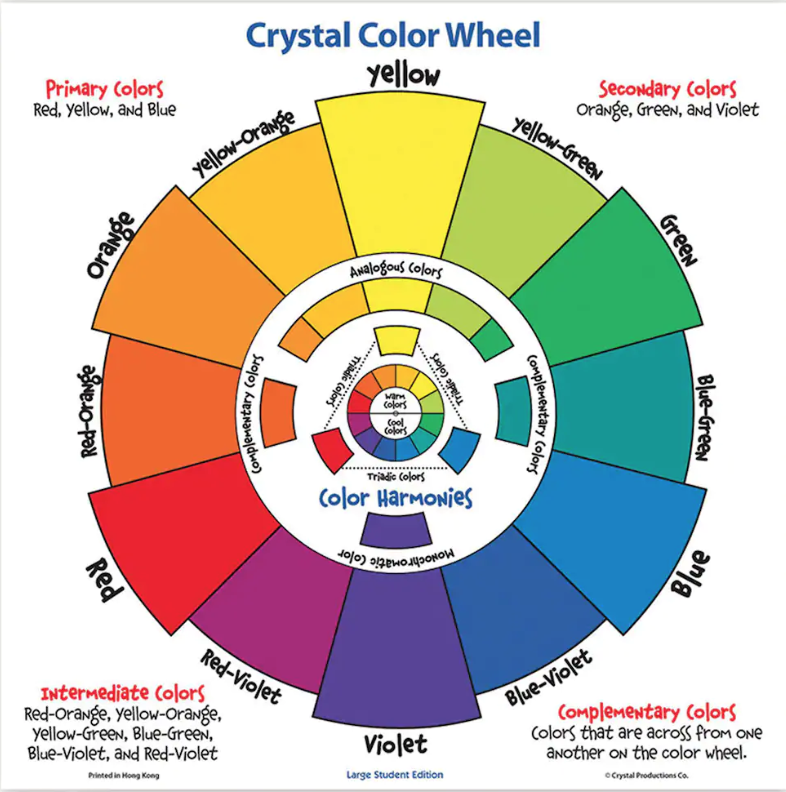 Crystal Color Wheel
Primary Colors
Red, Yellow, and Blue
Secondary Colors
Orange, Green, and Violet
Yellow
Yellow-Orange
Yellow-Green
Orange
Green
Red-Orange
Blue-Green
Red
Blue
Red-Violet
Blue-Violet
Violet
Analogous Colors
Complementary Colors
Complementary Colors
Triadic Colors
Triadic Colors
Warm
Colors
Cool
Colors
Triadic Colors
Color Harmonies
Monochromatic Color
Intermediate Colors
Red-Orange, Yellow-Orange,
Yellow-Green, Blue-Green,
Blue-Violet, and Red-Violet
Complementary Colors
Colors that are across from one
another on the color wheel.
Printed in Hong Kong
Large Student Edition
© Crystal Productions Co.